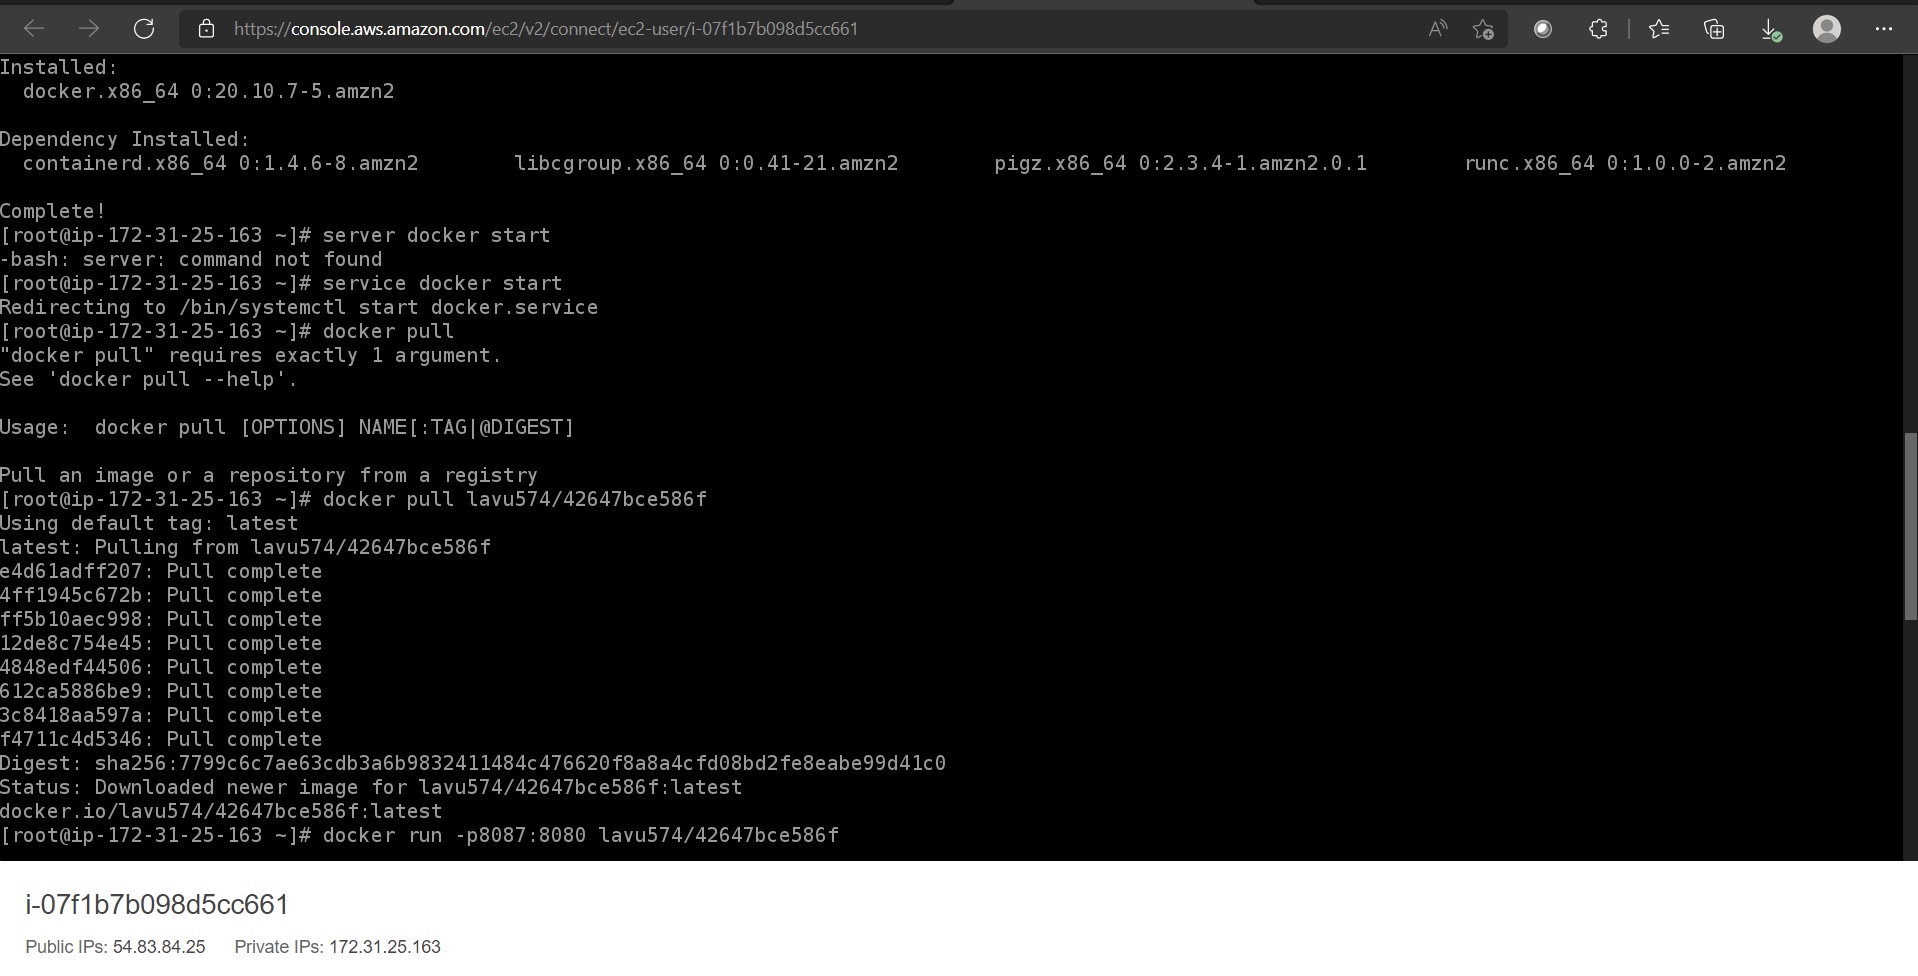 https://console.aws.amazon.com/ec2/v2/connect/ec2-user/i-07f1b7b098d5cc661
Installed:
docker.x86_64 0:20.10.7-5.amzn2
Dependency Installed:
containerd.x86_64 0:1.4.6-8.amzn2 libcgroup.x86_64 0:0.41-21.amzn2 pigz.x86_64 0:2.3.4-1.amzn2.0.1 runc.x86_64 0:1.0.0-2.amzn2
Complete!
[root@ip-172-31-25-163 ~]# server docker start
-bash: server: command not found
[root@ip-172-31-25-163 ~]# service docker start
Redirecting to /bin/systemctl start docker.service
[root@ip-172-31-25-163 ~]# docker pull
"docker pull" requires exactly 1 argument.
See 'docker pull --help'.
Usage:  docker pull [OPTIONS] NAME[:TAG|@DIGEST]
Pull an image or a repository from a registry
[root@ip-172-31-25-163 ~]# docker pull lavu574/42647bce586f
Using default tag: latest
latest: Pulling from lavu574/42647bce586f
e4d61adff207: Pull complete
4ff1945c672b: Pull complete
ff5b10aec998: Pull complete
12de8c754e45: Pull complete
4848edf44506: Pull complete
612ca5886be9: Pull complete
3c8418aa597a: Pull complete
f4711c4d5346: Pull complete
Digest: sha256:7799c6c7ae63cdb3a6b9832411484c476620f8a8a4cfd08bd2fe8eabe99d41c0
Status: Downloaded newer image for lavu574/42647bce586f:latest
docker.io/lavu574/42647bce586f:latest
[root@ip-172-31-25-163 ~]# docker run -p8087:8080 lavu574/42647bce586f
i-07f1b7b098d5cc661
Public IPs: 54.83.84.25 Private IPs: 172.31.25.163